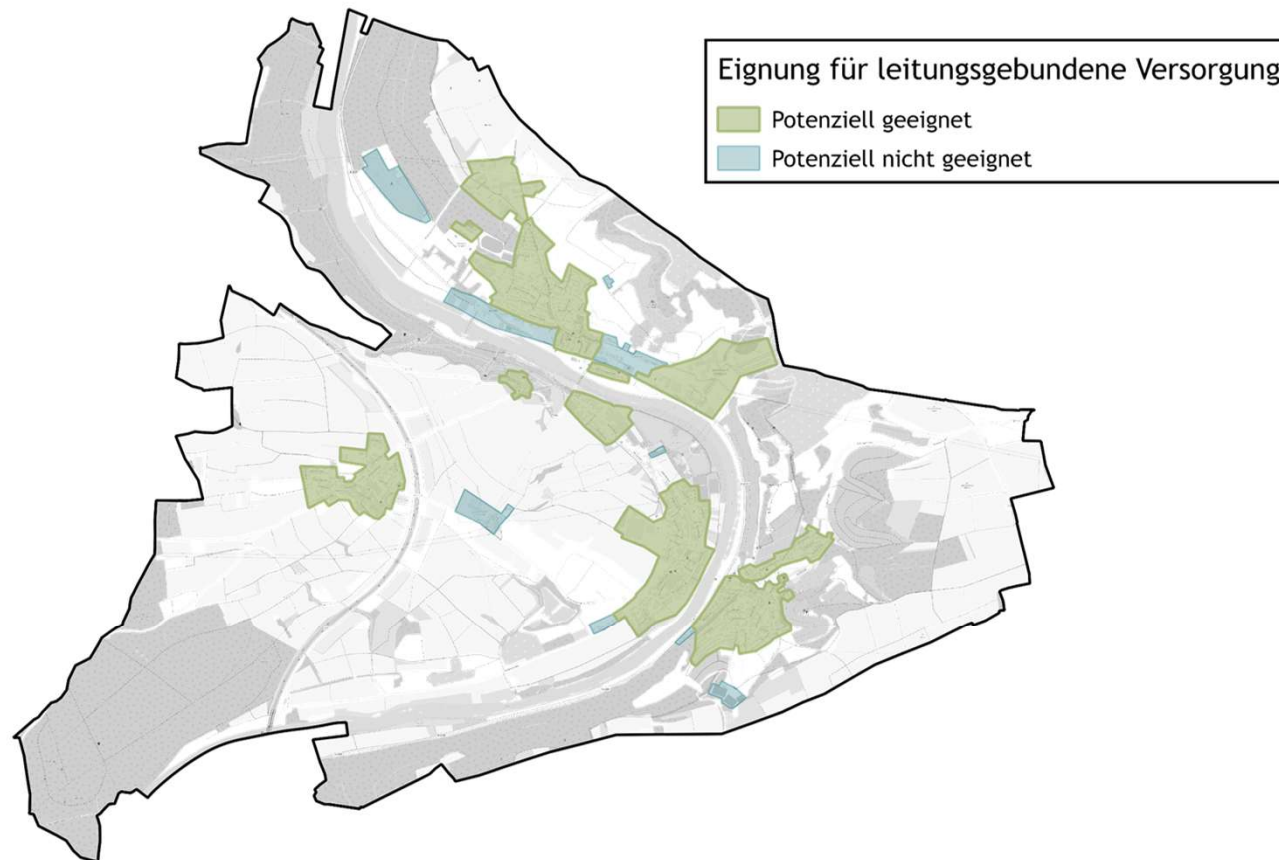 Eignung für leitungsgebundene Versorgung
Potenziell geeignet
Potenziell nicht geeignet